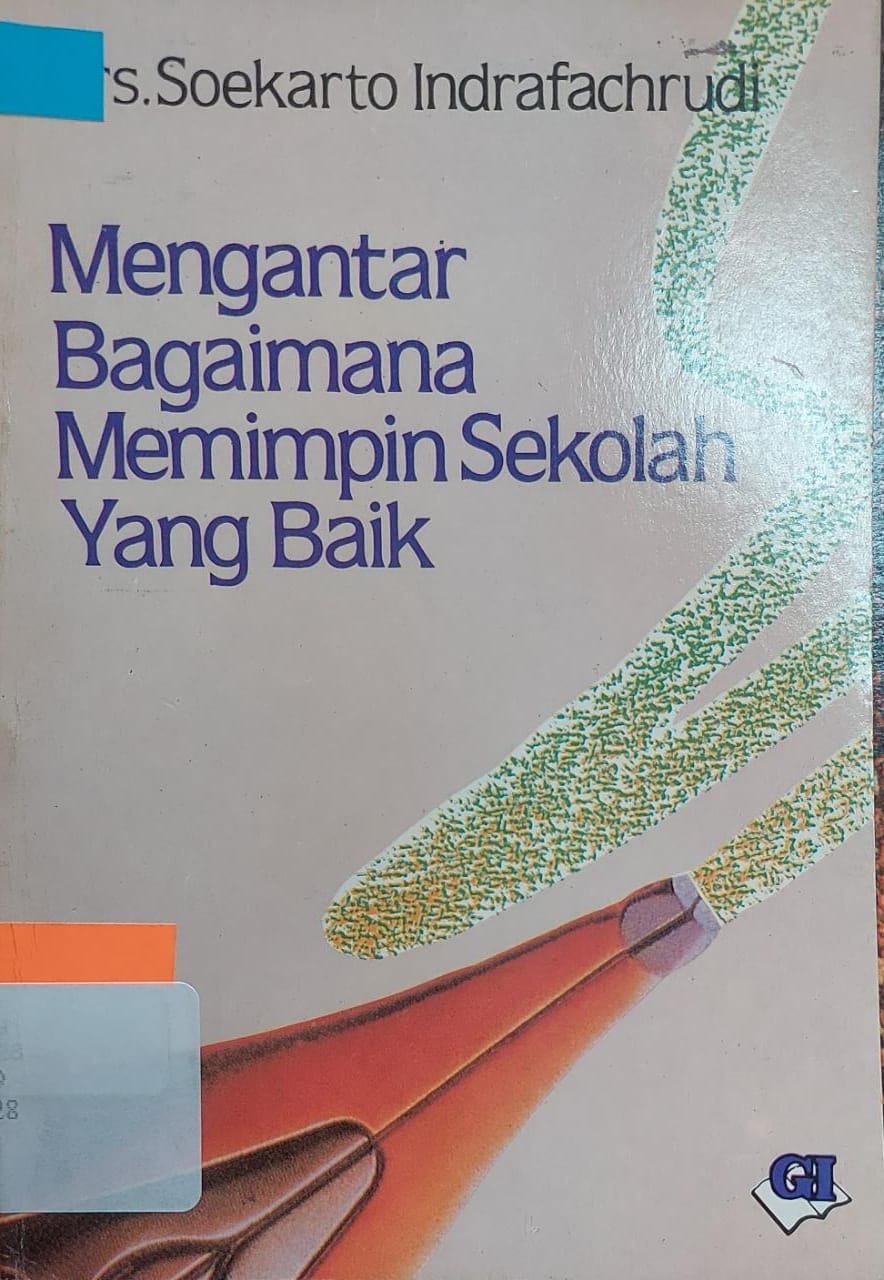 rs.Soekarto Indrafachrudi
Mengantar
Bagaimana
Memimpin Sekolah
Yang Baik
GI